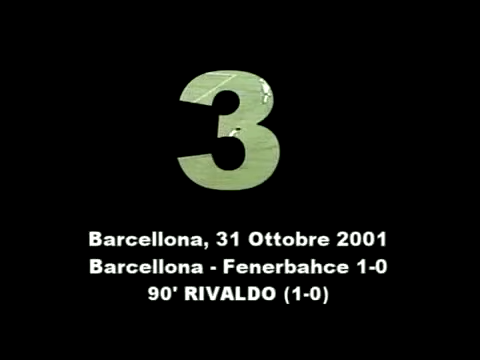 3
Barcellona, 31 Ottobre 2001
Barcellona - Fenerbahce 1-0
90' RIVALDO (1-0)